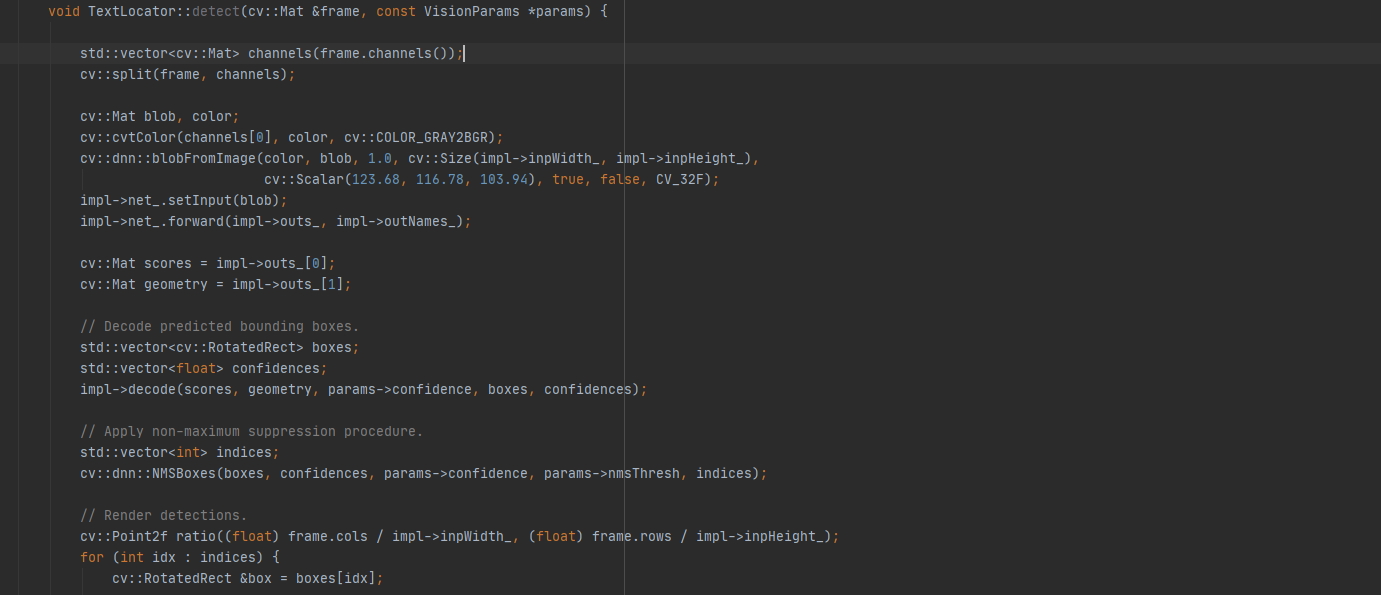 void TextLocator::detect(cv::Mat &frame, const VisionParams *params) {
std::vector<cv::Mat> channels(frame.channels());
cv::split(frame, channels);
cv::Mat blob, color;
cv::cvtColor(channels[0], color, cv::COLOR_GRAY2BGR);
cv::dnn::blobFromImage(color, blob, 1.0, cv::Size(impl->inpWidth_, impl->inpHeight_),
cv::Scalar(123.68, 116.78, 103.94), true, false, CV_32F);
impl->net_.setInput(blob);
impl->net_.forward(impl->outs_, impl->outNames_);
cv::Mat scores = impl->outs_[0];
cv::Mat geometry = impl->outs_[1];
// Decode predicted bounding boxes.
std::vector<cv::RotatedRect> boxes;
std::vector<float> confidences;
impl->decode(scores, geometry, params->confidence, boxes, confidences);
// Apply non-maximum suppression procedure.
std::vector<int> indices;
cv::dnn::NMSBoxes(boxes, confidences, params->confidence, params->nmsThresh, indices);
// Render detections.
cv::Point2f ratio((float) frame.cols / impl->inpWidth_, (float) frame.rows / impl->inpHeight_);
for (int idx : indices) {
cv::RotatedRect &box = boxes[idx];